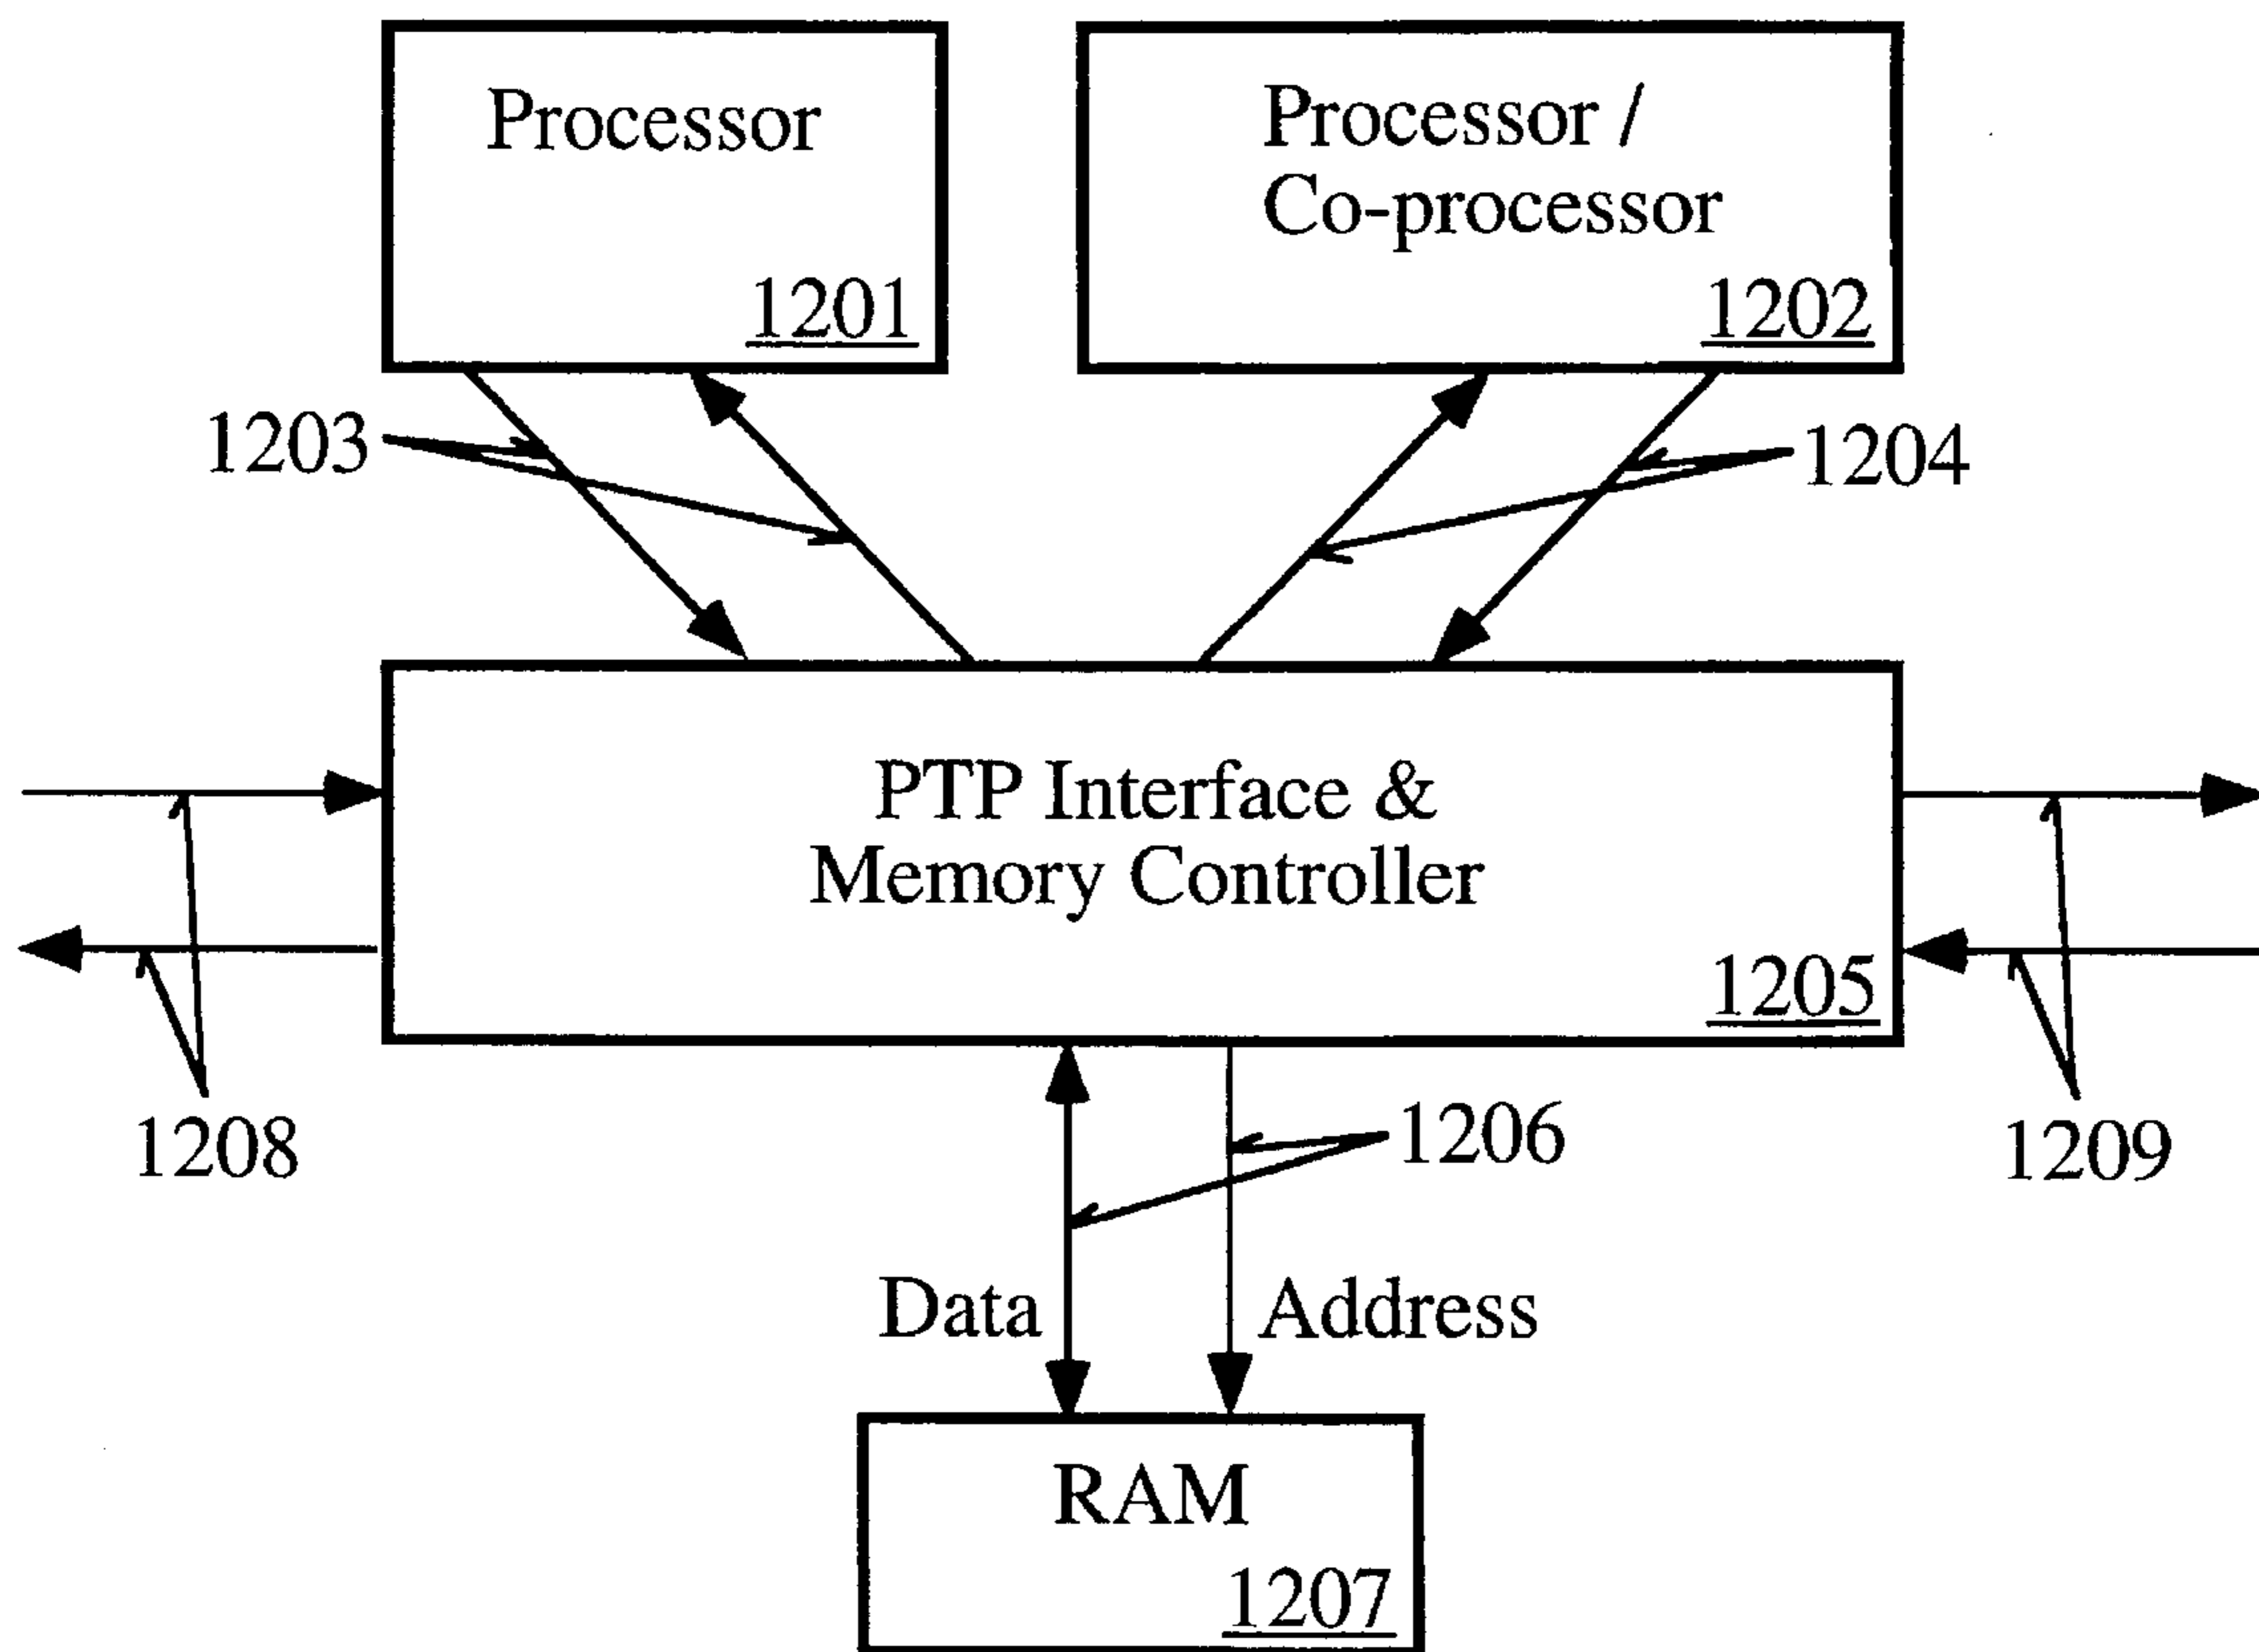 Processor
1201
Processor /
Co-processor
1202
1203
1204
PTP Interface &
Memory Controller
1205
1208
1206
1209
Data
Address
RAM
1207